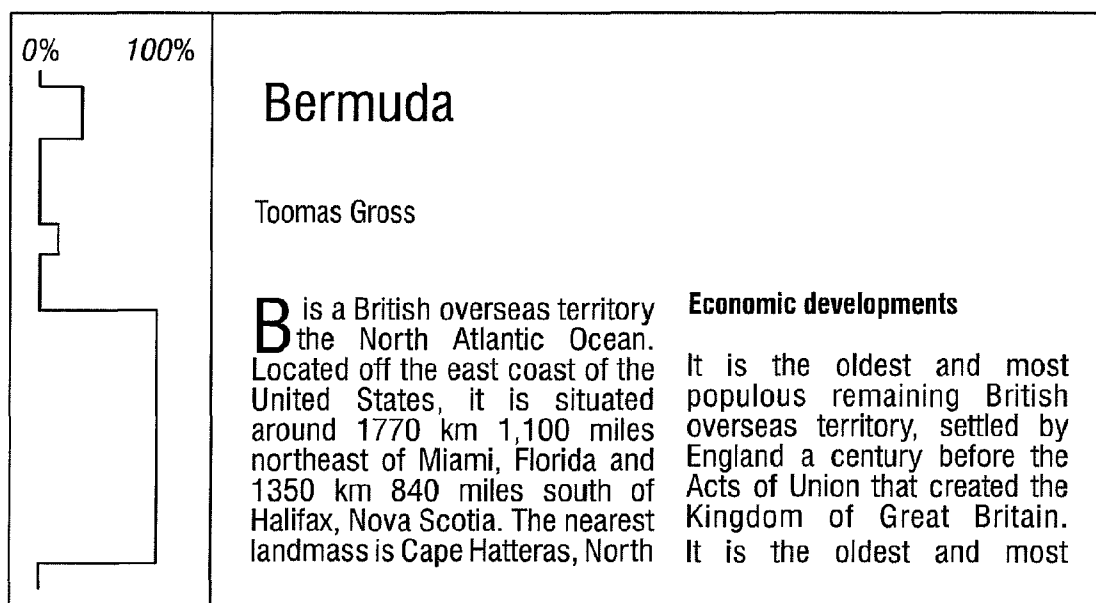 0% 100%
Bermuda
Toomas Gross
B is a British overseas territory
the North Atlantic Ocean.
Located off the east coast of the
United States, it is situated
around 1770 km 1,100 miles
northeast of Miami, Florida and
1350 km 840 miles south of
Halifax, Nova Scotia. The nearest
landmass is Cape Hatteras, North
Economic developments
It is the oldest and most
populous remaining British
overseas territory, settled by
England a century before the
Acts of Union that created the
Kingdom of Great Britain.
It is the oldest and most